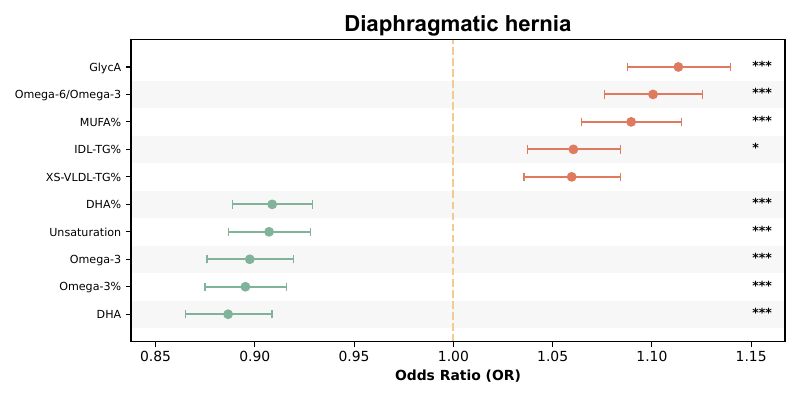 Diaphragmatic hernia
GlycA ***
Omega-6/Omega-3 ***
MUFA% ***
IDL-TG% *
XS-VLDL-TG%
DHA% ***
Unsaturation ***
Omega-3 ***
Omega-3% ***
DHA ***
0.85 0.90 0.95 1.00 1.05 1.10 1.15
Odds Ratio (OR)